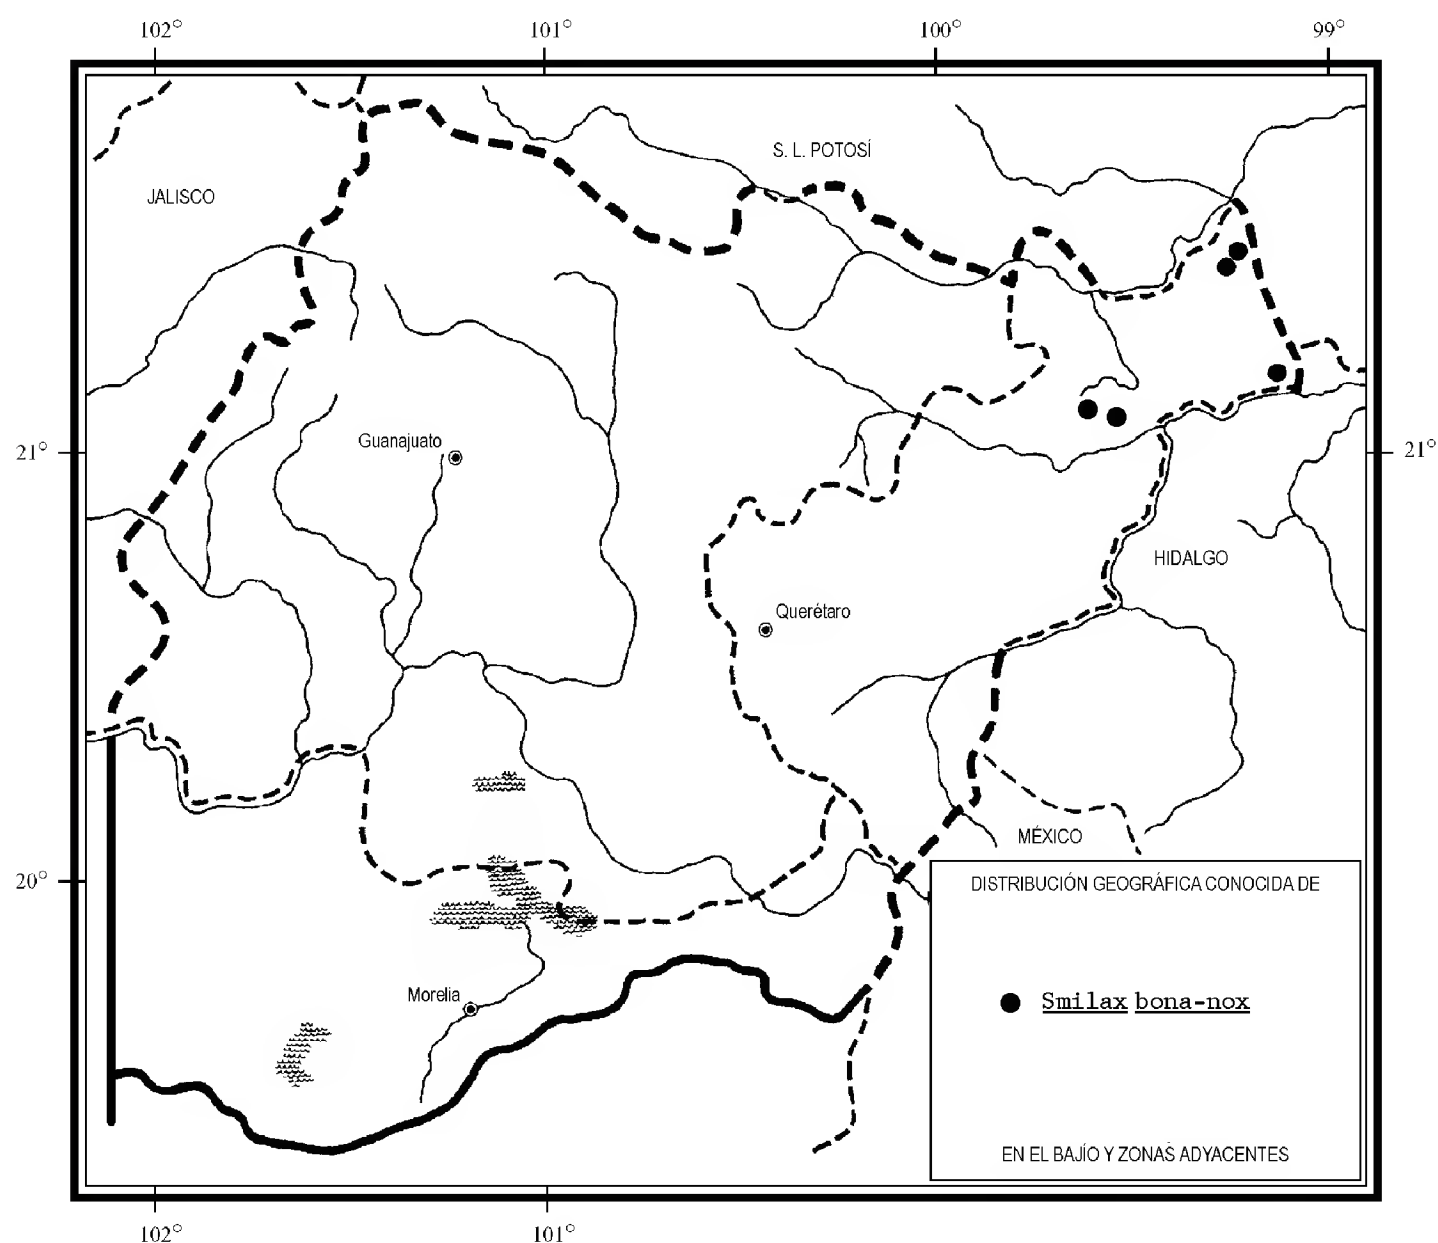 102° 101° 100° 99°
S. L. POTOSÍ
JALISCO
Guanajuato
21° 21°
HIDALGO
Querétaro
MÉXICO
20°
DISTRIBUCIÓN GEOGRÁFICA CONOCIDA DE
Morelia
Smilax bona-nox
EN EL BAJÍO Y ZONAS ADYACENTES
102° 101°